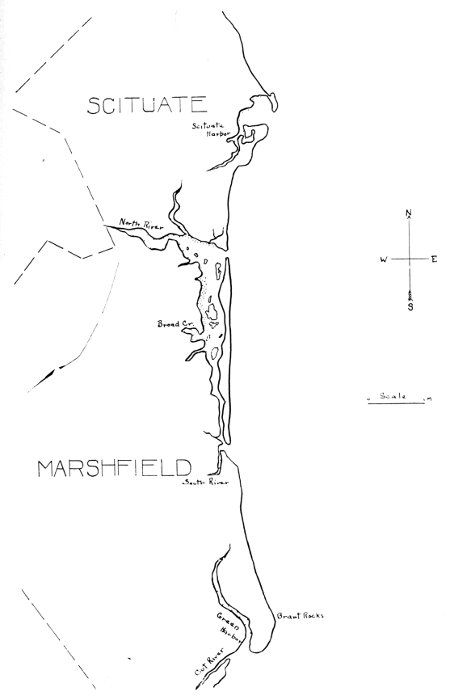 SCITUATE
Scituate
Harbor
North River
N
W
E
S
Broad Cr.
Scale
MARSHFIELD
South River
Green
Harbor
Brant Rocks
Cut River